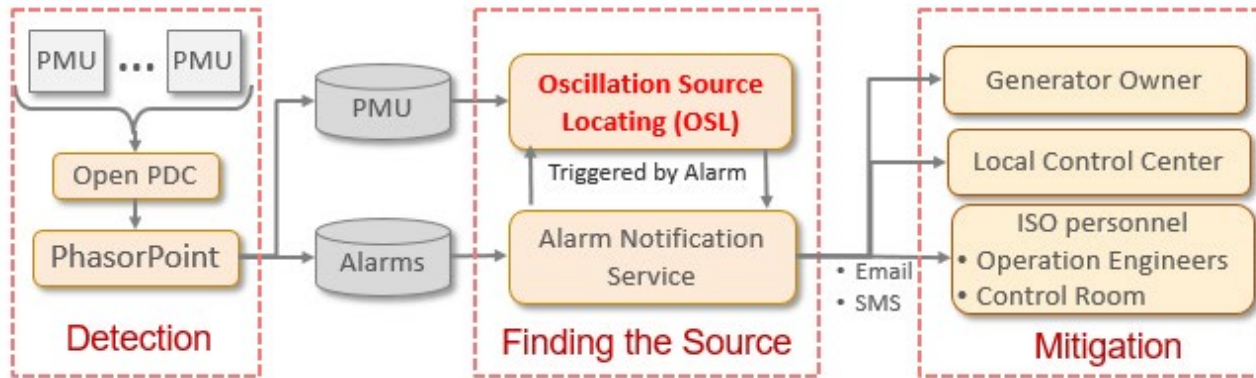 PMU ... PMU
Open PDC
PhasorPoint
Detection
PMU
Alarms
Oscillation Source
Locating (OSL)
Triggered by Alarm
Alarm Notification
Service
Finding the Source
• Email
• SMS
Generator Owner
Local Control Center
ISO personnel
• Operation Engineers
• Control Room
Mitigation